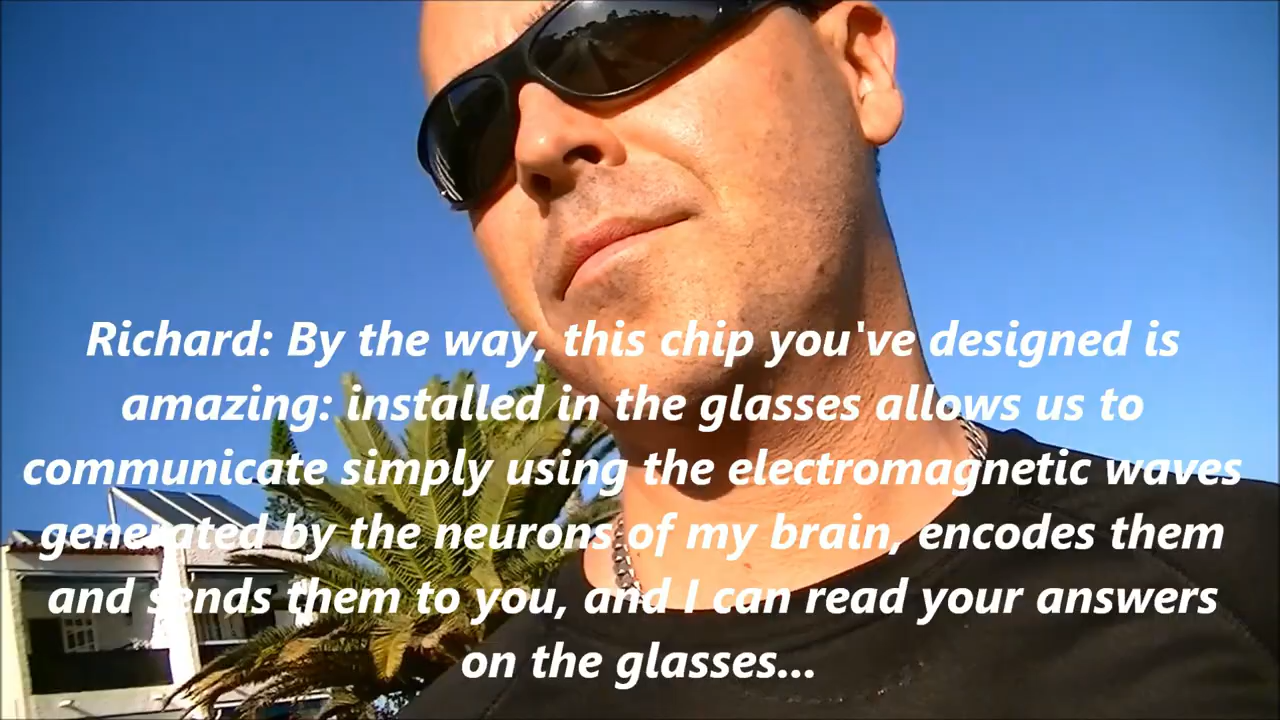 Richard: By the way, this chip you've designed is
amazing: installed in the glasses allows us to
communicate simply using the electromagnetic waves
generated by the neurons of my brain, encodes them
and sends them to you, and I can read your answers
on the glasses...